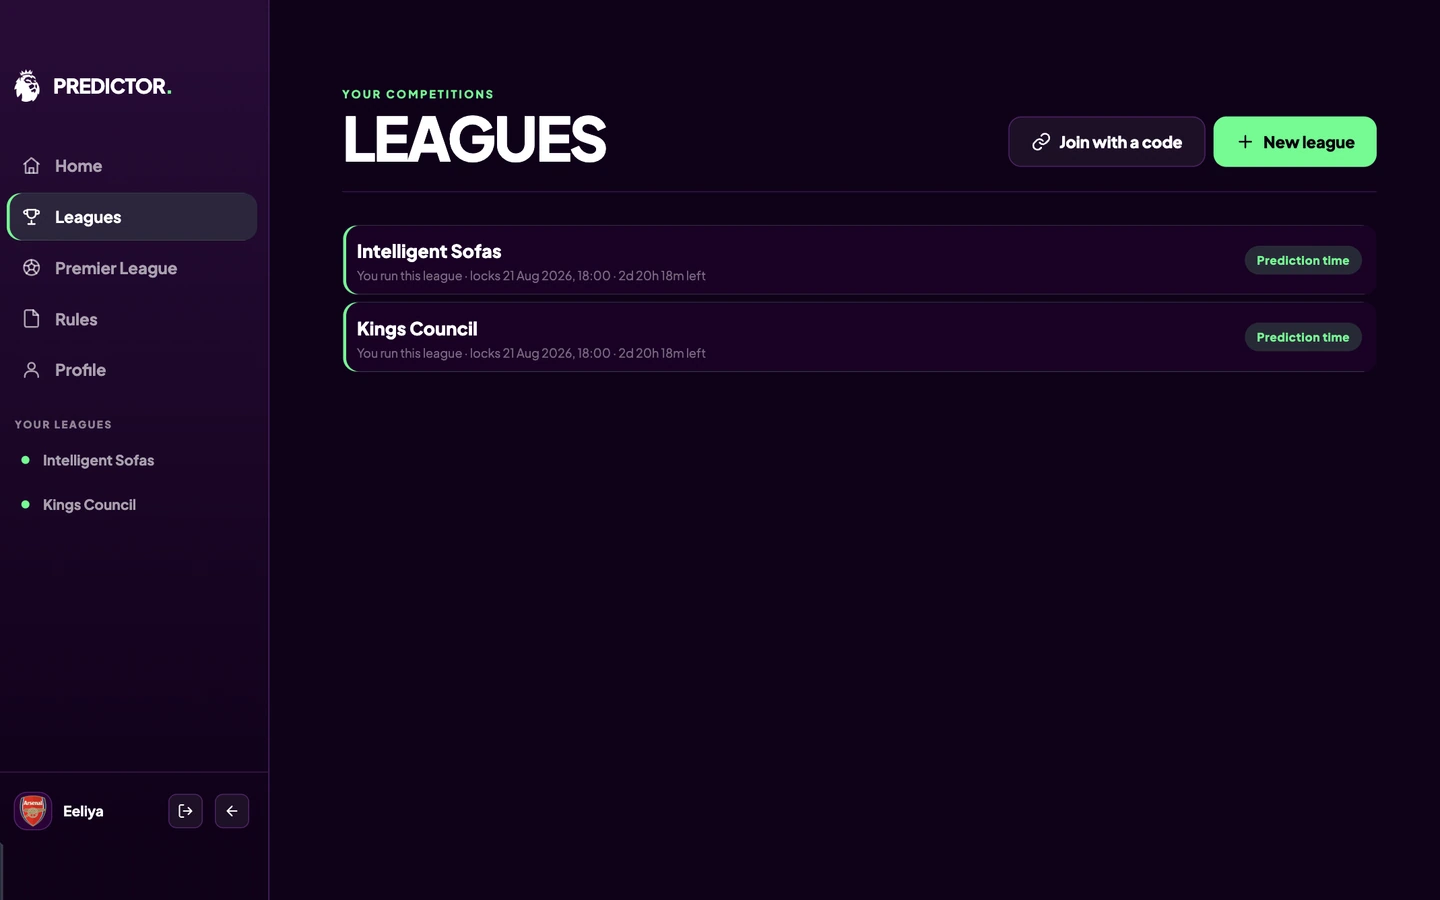 PREDICTOR.
Home
Leagues
Premier League
Rules
Profile
YOUR LEAGUES
Intelligent Sofas
Kings Council
Arsenal
Eeliya
YOUR COMPETITIONS
LEAGUES
Join with a code
New league
Intelligent Sofas
You run this league · locks 21 Aug 2026, 18:00 · 2d 20h 18m left
Prediction time
Kings Council
You run this league · locks 21 Aug 2026, 18:00 · 2d 20h 18m left
Prediction time